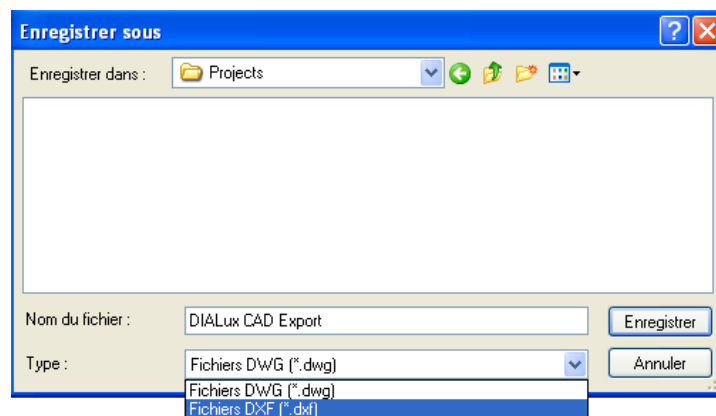 Enregistrer sous
Enregistrer dans :
Projects
Nom du fichier :
DIALux CAD Export
Enregistrer
Type :
Fichiers DWG (*.dwg)
Annuler
Fichiers DWG (*.dwg)
Fichiers DXF (*.dxf)